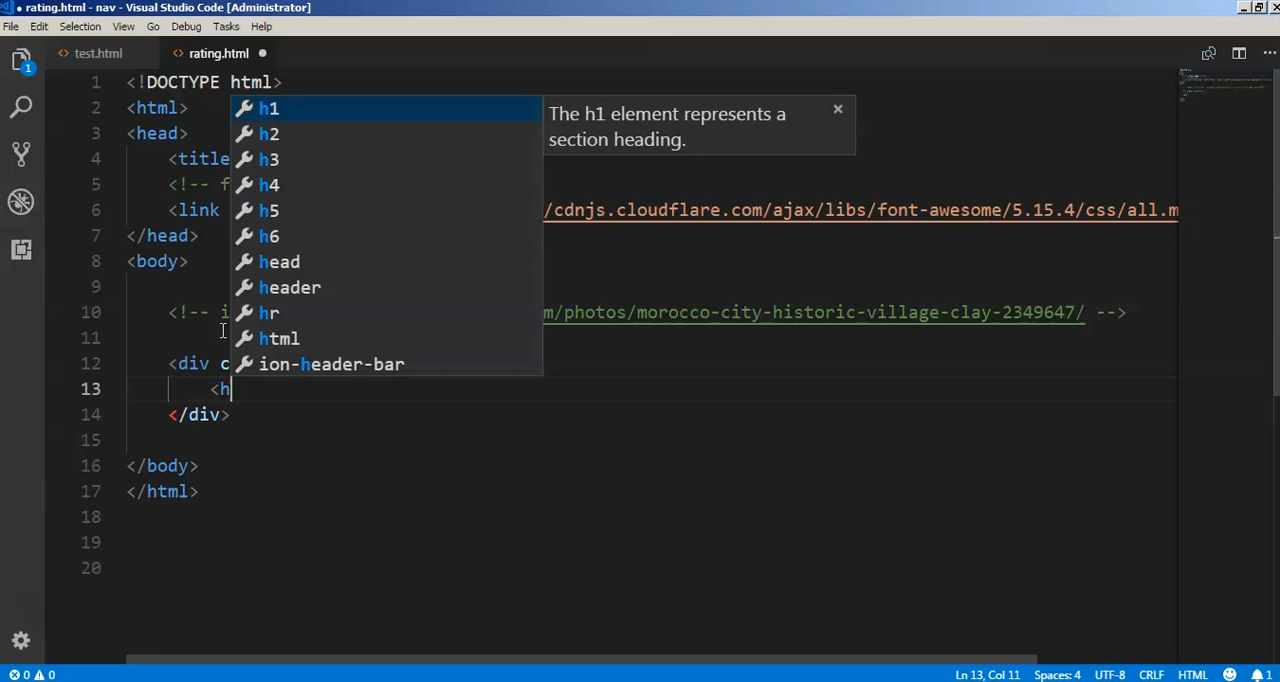 ● rating.html - nav - Visual Studio Code [Administrator]
File Edit Selection View Go Debug Tasks Help
<> test.html <> rating.html ●
1 <!DOCTYPE html>
2 <html>
3 <head>
4 <title
5 <!-- f
6 <link /cdnjs.cloudflare.com/ajax/libs/font-awesome/5.15.4/css/all.m
7 </head>
8 <body>
9
10 <!-- i m/photos/morocco-city-historic-village-clay-2349647/ -->
11
12 <div c
13 <h
14 </div>
15
16 </body>
17 </html>
18
19
20
h1
h2
h3
h4
h5
h6
head
header
hr
html
ion-header-bar
The h1 element represents a
section heading.
1
0 0 Ln 13, Col 11 Spaces: 4 UTF-8 CRLF HTML 1